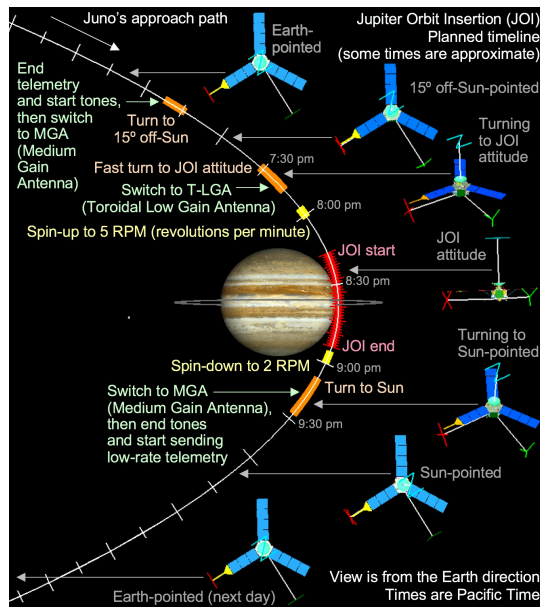 Juno's approach path
Jupiter Orbit Insertion (JOI)
Planned timeline
(some times are approximate)
Earth-
pointed
End
telemetry
and start tones,
then switch
to MGA
(Medium
Gain
Antenna)
Turn to
15º off-Sun
15º off-Sun-pointed
Turning
to JOI
attitude
7:30 pm
Fast turn to JOI attitude
Switch to T-LGA
(Toroidal Low Gain Antenna)
8:00 pm
Spin-up to 5 RPM (revolutions per minute)
JOI start
JOI
attitude
8:30 pm
JOI end
Turning to
Sun-pointed
Spin-down to 2 RPM
9:00 pm
Switch to MGA
(Medium Gain Antenna),
then end tones
and start sending
low-rate telemetry
Turn to Sun
9:30 pm
Sun-pointed
Earth-pointed (next day)
View is from the Earth direction
Times are Pacific Time